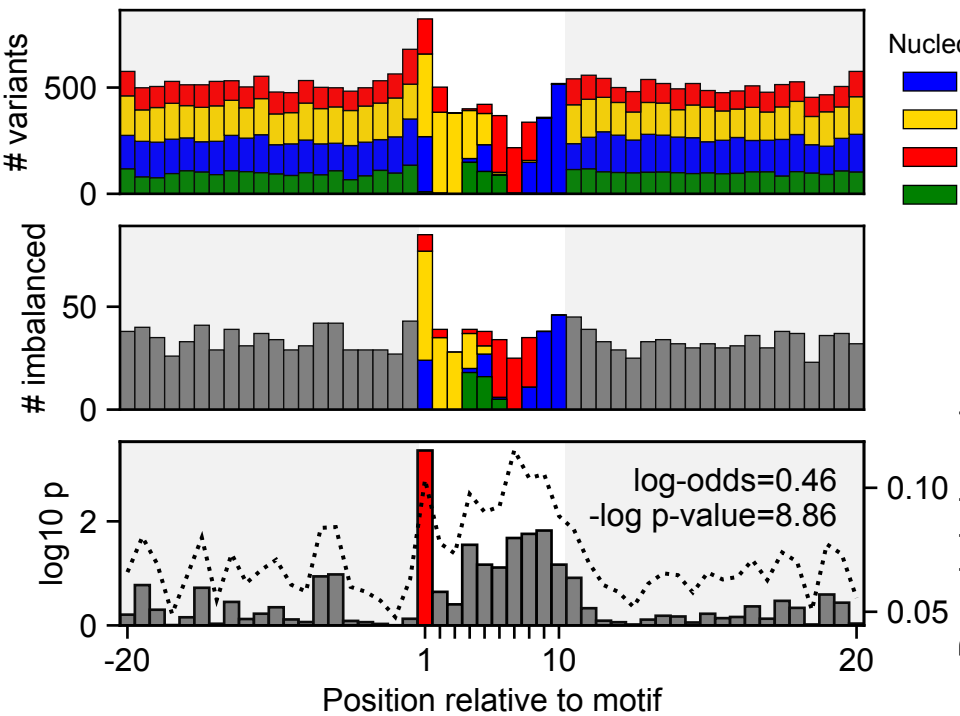 # variants
500
0
Nucleo
# imbalanced
50
0
log10 p
2
0
log-odds=0.46
-log p-value=8.86
0.10
0.05
-20
1
10
20
Position relative to motif